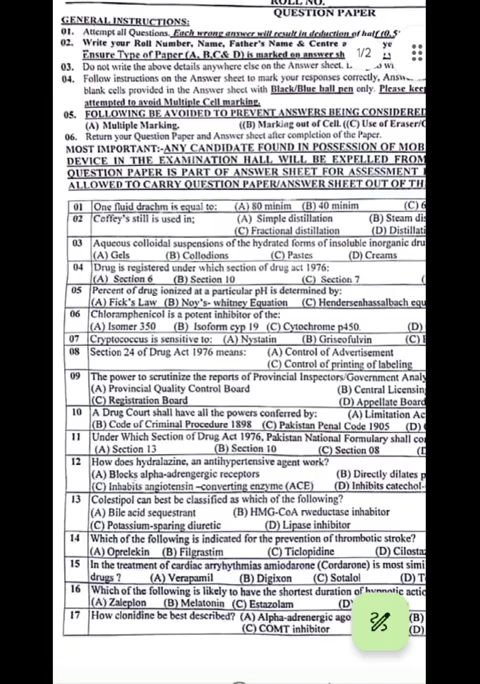 ROLL NO.
QUESTION PAPER
GENERAL INSTRUCTIONS:
01. Attempt all Questions. Each wrong answer will result in deduction of half (0.5
02. Write your Roll Number, Name, Father's Name & Centre
Ensure Type of Paper (A, B,C& D) is marked on answer sh
1/2
03. Do not write the above details anywhere else on the Answer sheet.
04. Follow instructions on the Answer sheet to mark your responses correctly, Answ
blank cells provided in the Answer sheet with Black/Blue ball pen only. Please keep
attempted to avoid Multiple Cell marking.
05. FOLLOWING BE AVOIDED TO PREVENT ANSWERS BEING CONSIDERED
(A) Multiple Marking. ((B) Marking out of Cell. ((C) Use of Eraser/C
06. Return your Question Paper and Answer sheet after completion of the Paper.
MOST IMPORTANT:-ANY CANDIDATE FOUND IN POSSESSION OF MOB
DEVICE IN THE EXAMINATION HALL WILL BE EXPELLED FROM
QUESTION PAPER IS PART OF ANSWER SHEET FOR ASSESSMENT
ALLOWED TO CARRY QUESTION PAPER/ANSWER SHEET OUT OF TH
01 One fluid drachm is equal to: (A) 80 minim (B) 40 minim (C) 6
02 Coffey's still is used in; (A) Simple distillation (B) Steam dis
(C) Fractional distillation (D) Distillati
03 Aqueous colloidal suspensions of the hydrated forms of insoluble inorganic dru
(A) Gels (B) Collodions (C) Pastes (D) Creams
04 Drug is registered under which section of drug act 1976:
(A) Section 6 (B) Section 10 (C) Section 7 (
05 Percent of drug ionized at a particular pH is determined by:
(A) Fick's Law (B) Noy's- whitney Equation (C) Hendersenhassalbach equ
06 Chloramphenicol is a potent inhibitor of the:
(A) Isomer 350 (B) Isoform cyp 19 (C) Cytochrome p450. (D)
07 Cryptococcus is sensitive to: (A) Nystatin (B) Griseofulvin (C) F
08 Section 24 of Drug Act 1976 means: (A) Control of Advertisement
(C) Control of printing of labeling
09 The power to scrutinize the reports of Provincial Inspectors/Government Analy
(A) Provincial Quality Control Board (B) Central Licensin
(C) Registration Board (D) Appellate Board
10 A Drug Court shall have all the powers conferred by: (A) Limitation Ac
(B) Code of Criminal Procedure 1898 (C) Pakistan Penal Code 1905 (D)
11 Under Which Section of Drug Act 1976, Pakistan National Formulary shall co
(A) Section 13 (B) Section 10 (C) Section 08 (D
12 How does hydralazine, an antihypertensive agent work?
(A) Blocks alpha-adrengergic receptors (B) Directly dilates p
(C) Inhabits angiotensin –converting enzyme (ACE) (D) Inhibits catechol-
13 Colestipol can best be classified as which of the following?
(A) Bile acid sequestrant (B) HMG-CoA rweductase inhabitor
(C) Potassium-sparing diuretic (D) Lipase inhibitor
14 Which of the following is indicated for the prevention of thrombotic stroke?
(A) Oprelekin (B) Filgrastim (C) Ticlopidine (D) Cilosta
15 In the treatment of cardiac arryhythmias amiodarone (Cordarone) is most simi
drugs ? (A) Verapamil (B) Digixon (C) Sotalol (D) T
16 Which of the following is likely to have the shortest duration of hypnotic actic
(A) Zaleplon (B) Melatonin (C) Estazolam (D)
17 How clonidine be best described? (A) Alpha-adrenergic ago (B)
(C) COMT inhibitor (D)